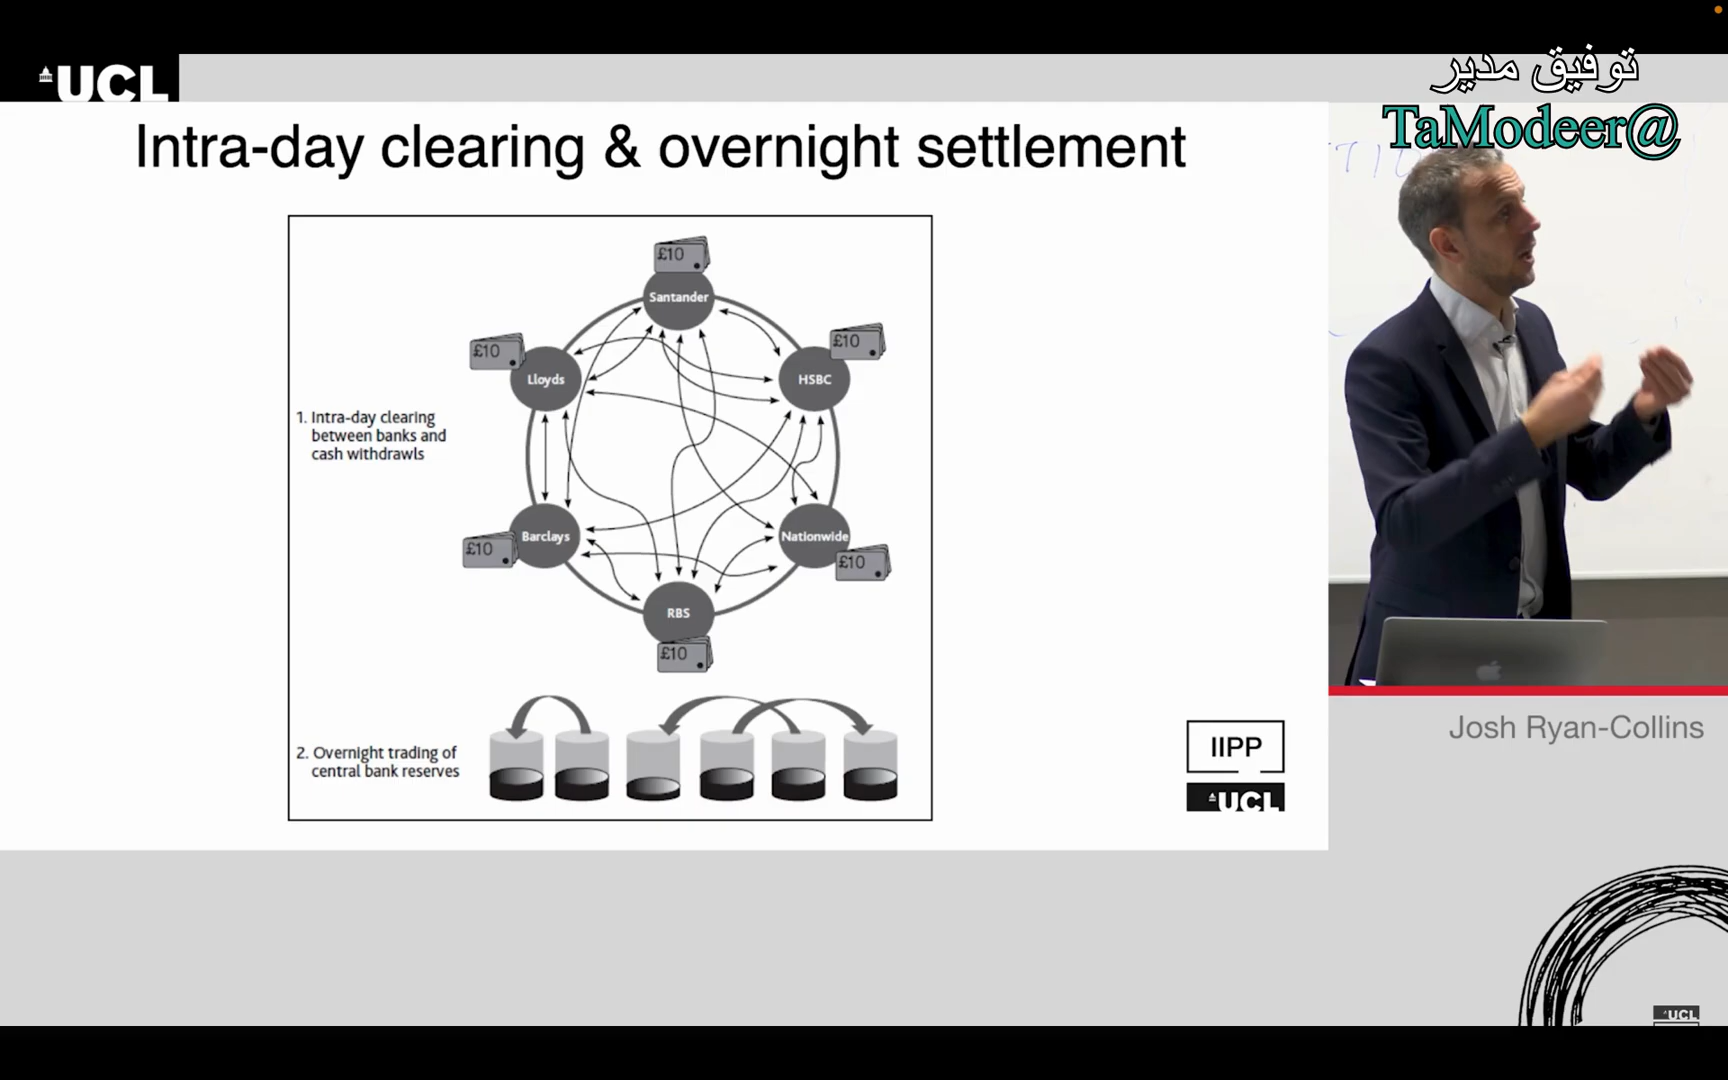 UCL
توفیق مدیر
TaModeer@
Intra-day clearing & overnight settlement
£10
Santander
£10
Lloyds
£10
HSBC
1. Intra-day clearing
between banks and
cash withdrawls
£10
Barclays
Nationwide
£10
RBS
£10
2. Overnight trading of
central bank reserves
IIPP
UCL
Josh Ryan-Collins
UCL